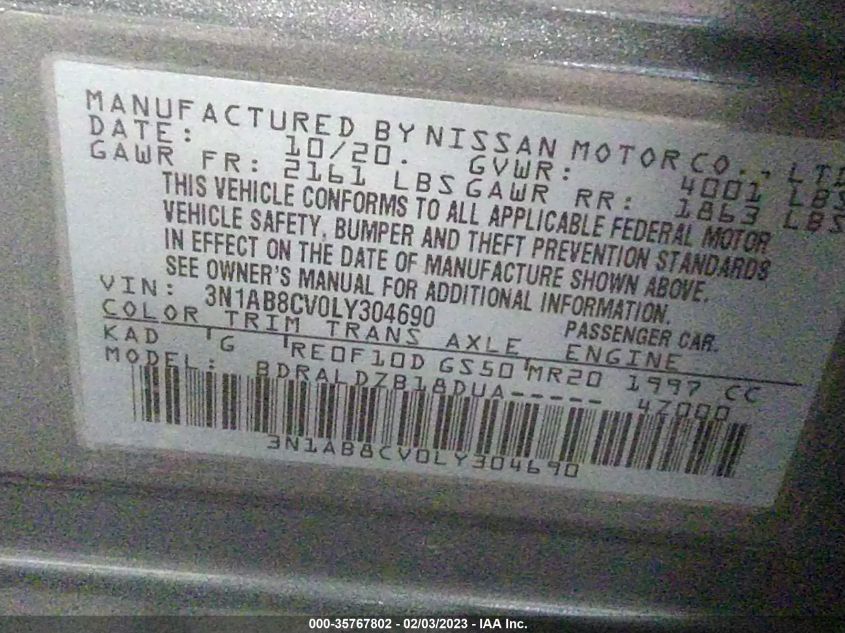 MANUFACTURED BY NISSAN MOTOR CO., LTD
DATE: 10/20. GVWR: 4001 LBS
GAWR FR: 2161 LBS GAWR RR: 1863 LBS
THIS VEHICLE CONFORMS TO ALL APPLICABLE FEDERAL MOTOR
VEHICLE SAFETY, BUMPER AND THEFT PREVENTION STANDARDS
IN EFFECT ON THE DATE OF MANUFACTURE SHOWN ABOVE.
SEE OWNER'S MANUAL FOR ADDITIONAL INFORMATION.
VIN: 3N1AB8CV0LY304690 PASSENGER CAR.
COLOR TRIM TRANS AXLE ENGINE
KAD G RE0F10D GS50 MR20 1997 CC
MODEL: BDRALDZB18DUA----- 47000
3N1AB8CV0LY304690
000-35767802 - 02/03/2023 - IAA Inc.